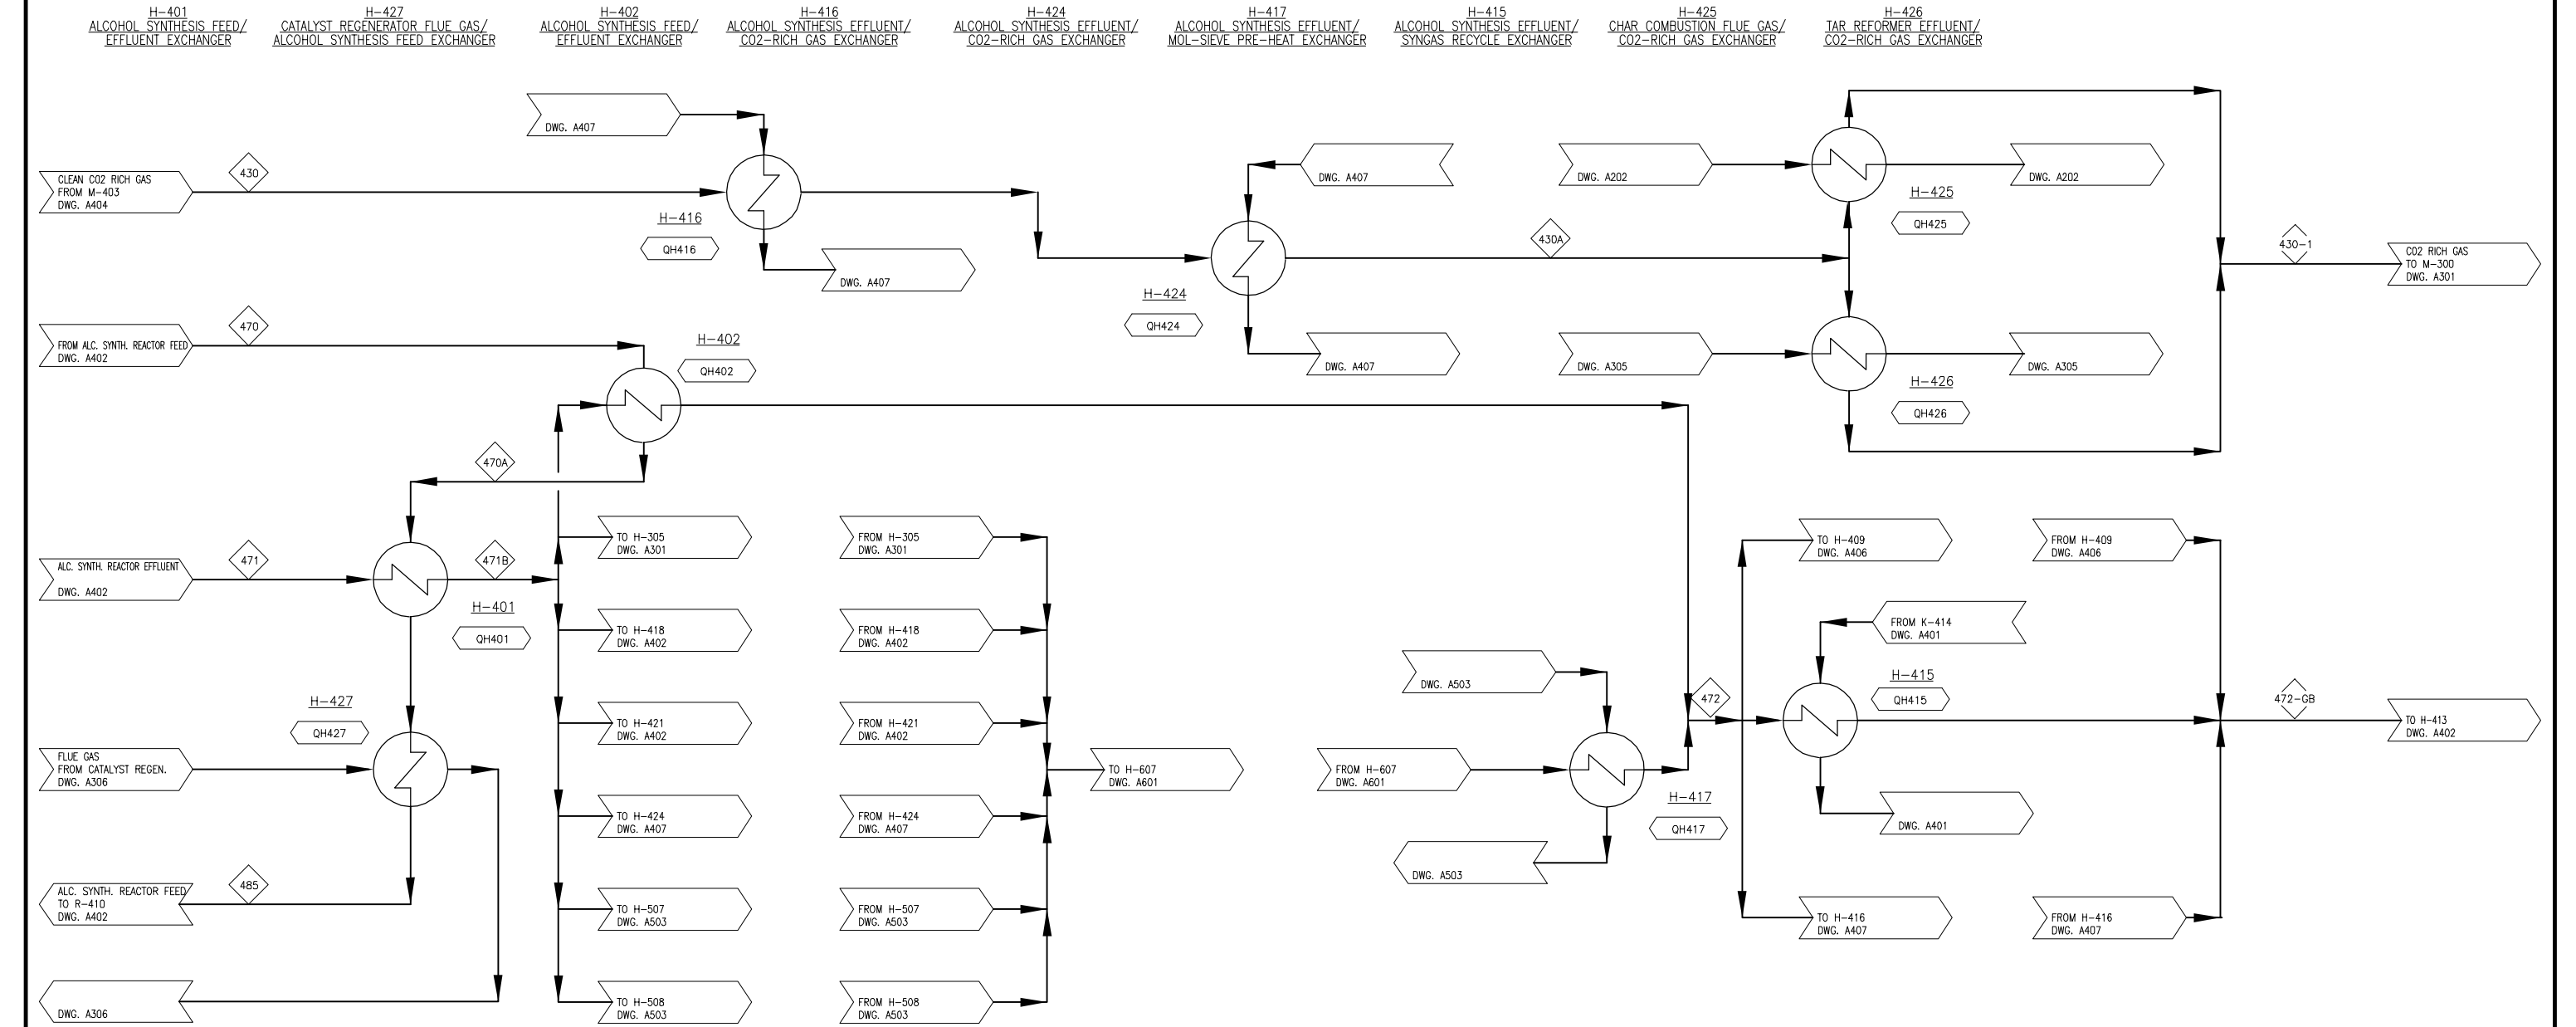 H-401
ALCOHOL SYNTHESIS FEED/
EFFLUENT EXCHANGER
H-427
CATALYST REGENERATOR FLUE GAS/
ALCOHOL SYNTHESIS FEED EXCHANGER
H-402
ALCOHOL SYNTHESIS FEED/
EFFLUENT EXCHANGER
H-416
ALCOHOL SYNTHESIS EFFLUENT/
CO2-RICH GAS EXCHANGER
H-424
ALCOHOL SYNTHESIS EFFLUENT/
CO2-RICH GAS EXCHANGER
H-417
ALCOHOL SYNTHESIS EFFLUENT/
MOL-SIEVE PRE-HEAT EXCHANGER
H-415
ALCOHOL SYNTHESIS EFFLUENT/
SYNGAS RECYCLE EXCHANGER
H-425
CHAR COMBUSTION FLUE GAS/
CO2-RICH GAS EXCHANGER
H-426
TAR REFORMER EFFLUENT/
CO2-RICH GAS EXCHANGER
DWG. A407
CLEAN CO2 RICH GAS
FROM M-403
DWG. A404
430
H-416
QH416
DWG. A407
DWG. A407
H-424
QH424
DWG. A407
430A
DWG. A202
DWG. A202
H-425
QH425
DWG. A305
DWG. A305
H-426
QH426
430-1
CO2 RICH GAS
TO M-300
DWG. A301
FROM ALC. SYNTH. REACTOR FEED
DWG. A402
470
H-402
QH402
470A
ALC. SYNTH. REACTOR EFFLUENT
DWG. A402
471
471B
H-401
QH401
H-427
QH427
FLUE GAS
FROM CATALYST REGEN.
DWG. A306
ALC. SYNTH. REACTOR FEED
TO R-410
DWG. A402
485
DWG. A306
TO H-305
DWG. A301
TO H-418
DWG. A402
TO H-421
DWG. A402
TO H-424
DWG. A407
TO H-507
DWG. A503
TO H-508
DWG. A503
FROM H-305
DWG. A301
FROM H-418
DWG. A402
FROM H-421
DWG. A402
FROM H-424
DWG. A407
FROM H-507
DWG. A503
FROM H-508
DWG. A503
TO H-607
DWG. A601
DWG. A503
FROM H-607
DWG. A601
H-417
QH417
DWG. A503
472
TO H-409
DWG. A406
FROM K-414
DWG. A401
H-415
QH415
DWG. A401
TO H-416
DWG. A407
FROM H-409
DWG. A406
FROM H-416
DWG. A407
472-GB
TO H-413
DWG. A402